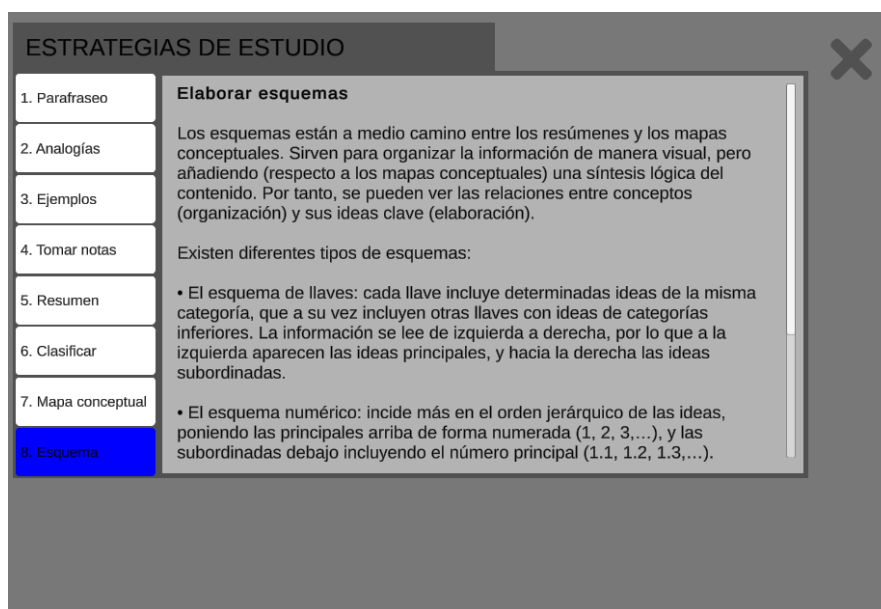 ESTRATEGIAS DE ESTUDIO
1. Parafraseo
2. Analogías
3. Ejemplos
4. Tomar notas
5. Resumen
6. Clasificar
7. Mapa conceptual
8. Esquema
Elaborar esquemas
Los esquemas están a medio camino entre los resúmenes y los mapas
conceptuales. Sirven para organizar la información de manera visual, pero
añadiendo (respecto a los mapas conceptuales) una síntesis lógica del
contenido. Por tanto, se pueden ver las relaciones entre conceptos
(organización) y sus ideas clave (elaboración).
Existen diferentes tipos de esquemas:
• El esquema de llaves: cada llave incluye determinadas ideas de la misma
categoría, que a su vez incluyen otras llaves con ideas de categorías
inferiores. La información se lee de izquierda a derecha, por lo que a la
izquierda aparecen las ideas principales, y hacia la derecha las ideas
subordinadas.
• El esquema numérico: incide más en el orden jerárquico de las ideas,
poniendo las principales arriba de forma numerada (1, 2, 3,…), y las
subordinadas debajo incluyendo el número principal (1.1, 1.2, 1.3,…).